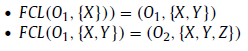 • FCL(O₁, {X})) = (O₁, {X, Y})
• FCL(O₁, {X, Y}) = (O₂, {X, Y, Z})